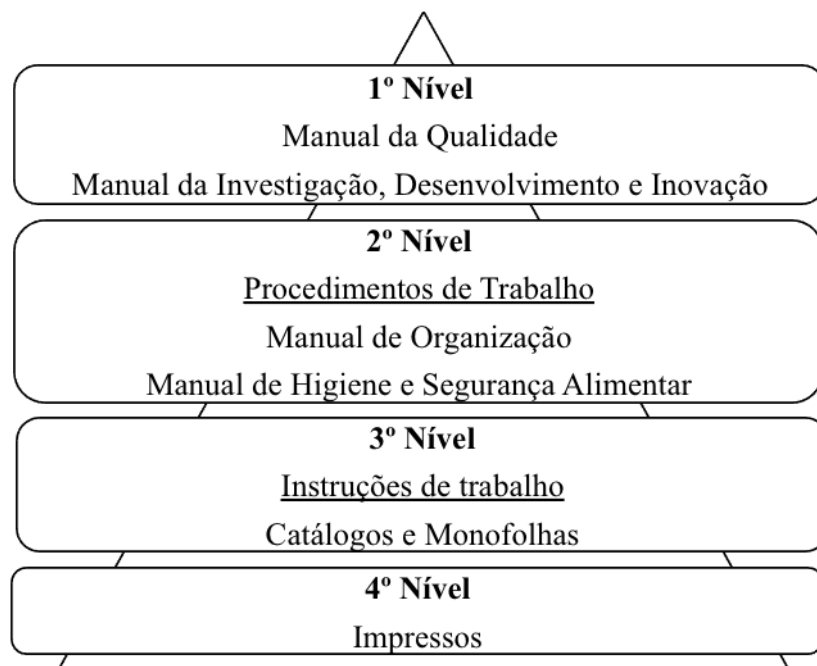 1º Nível
Manual da Qualidade
Manual da Investigação, Desenvolvimento e Inovação
2º Nível
Procedimentos de Trabalho
Manual de Organização
Manual de Higiene e Segurança Alimentar
3º Nível
Instruções de trabalho
Catálogos e Monofolhas
4º Nível
Impressos